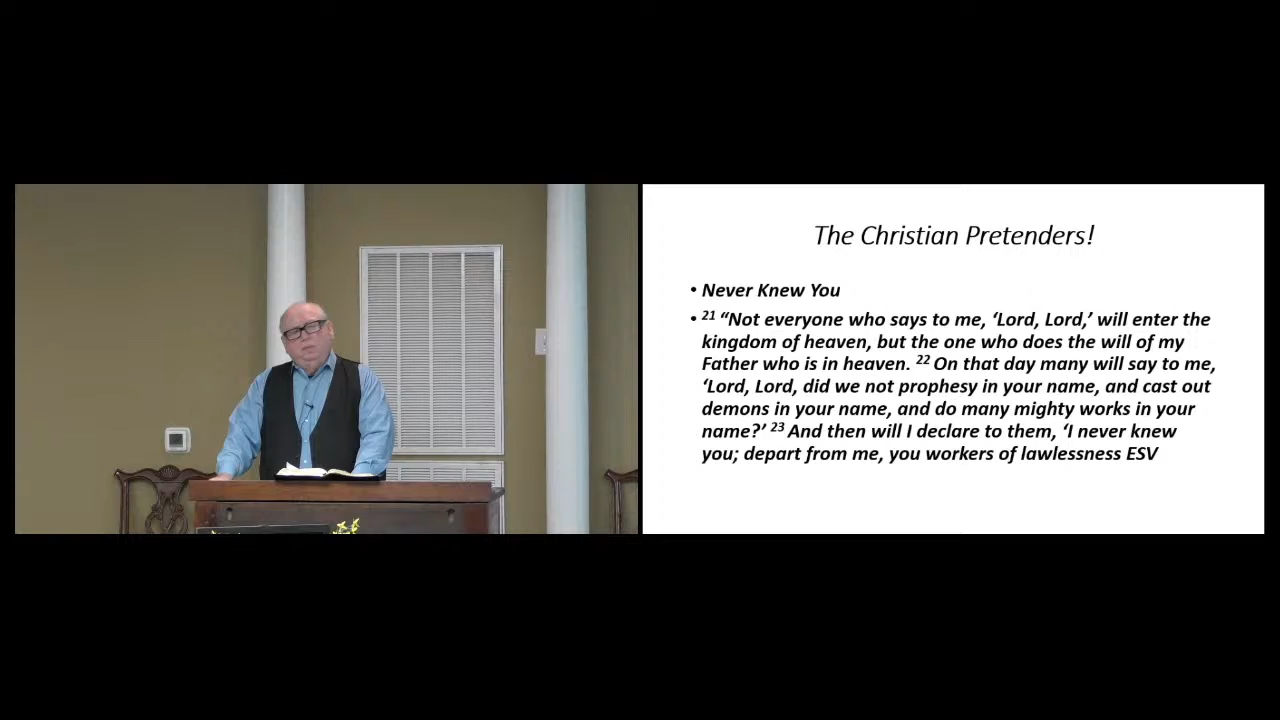 The Christian Pretenders!
• Never Knew You
• 21 “Not everyone who says to me, ‘Lord, Lord,’ will enter the
kingdom of heaven, but the one who does the will of my
Father who is in heaven. 22 On that day many will say to me,
‘Lord, Lord, did we not prophesy in your name, and cast out
demons in your name, and do many mighty works in your
name?’ 23 And then will I declare to them, ‘I never knew
you; depart from me, you workers of lawlessness ESV